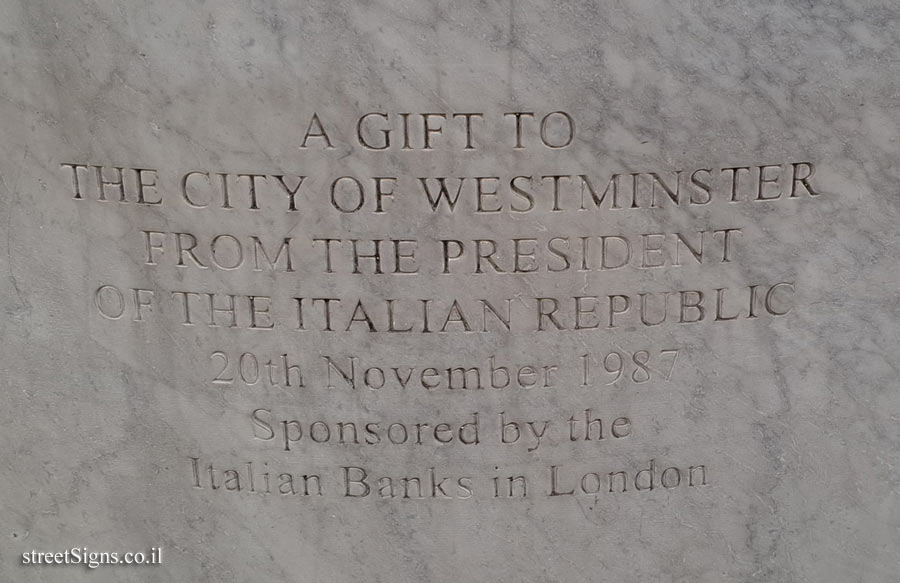 A GIFT TO
THE CITY OF WESTMINSTER
FROM THE PRESIDENT
OF THE ITALIAN REPUBLIC
20th November 1987
Sponsored by the
Italian Banks in London
streetSigns.co.il